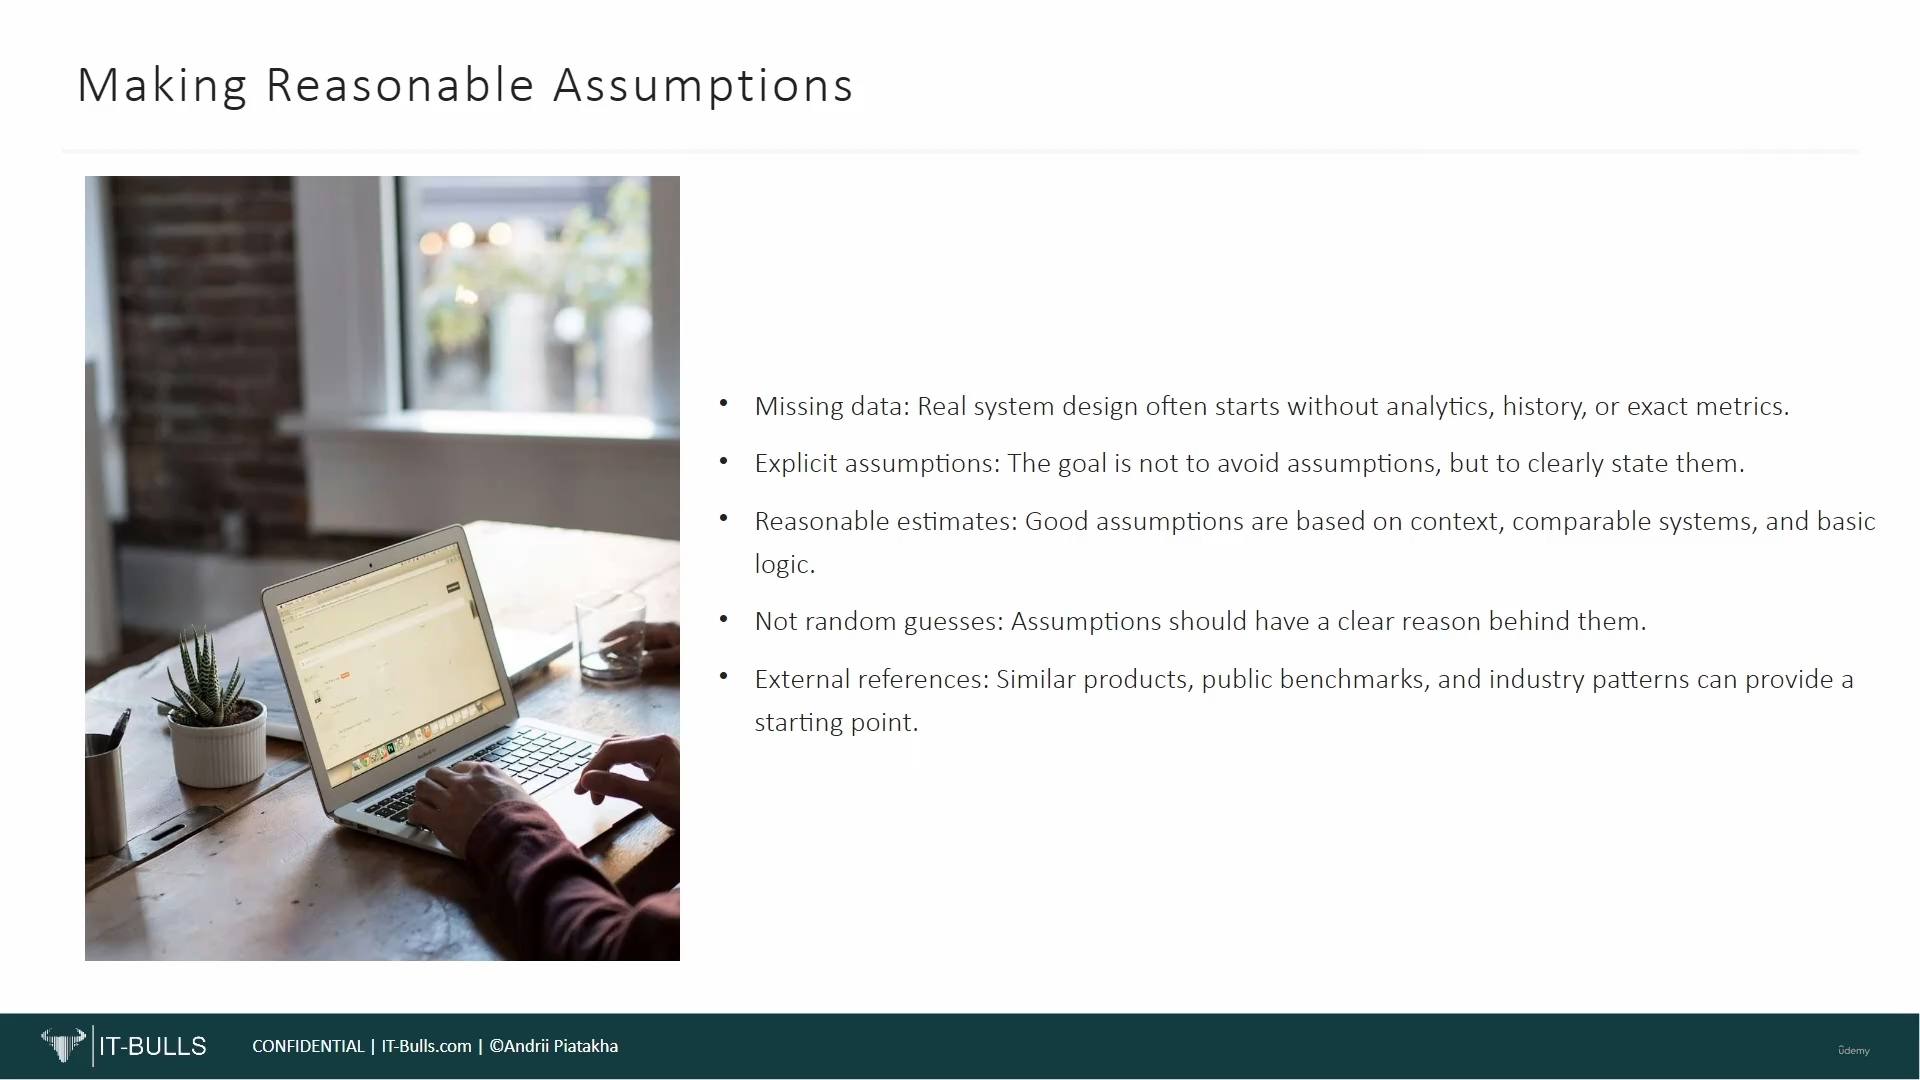 Making Reasonable Assumptions
• Missing data: Real system design often starts without analytics, history, or exact metrics.
• Explicit assumptions: The goal is not to avoid assumptions, but to clearly state them.
• Reasonable estimates: Good assumptions are based on context, comparable systems, and basic
logic.
• Not random guesses: Assumptions should have a clear reason behind them.
• External references: Similar products, public benchmarks, and industry patterns can provide a
starting point.
IT-BULLS
CONFIDENTIAL | IT-Bulls.com | ©Andrii Piatakha
ûdemy